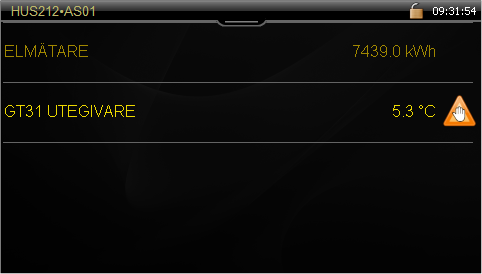 HUS212•AS01 09:31:54
ELMÄTARE 7439.0 kWh
GT31 UTEGIVARE 5.3 °C